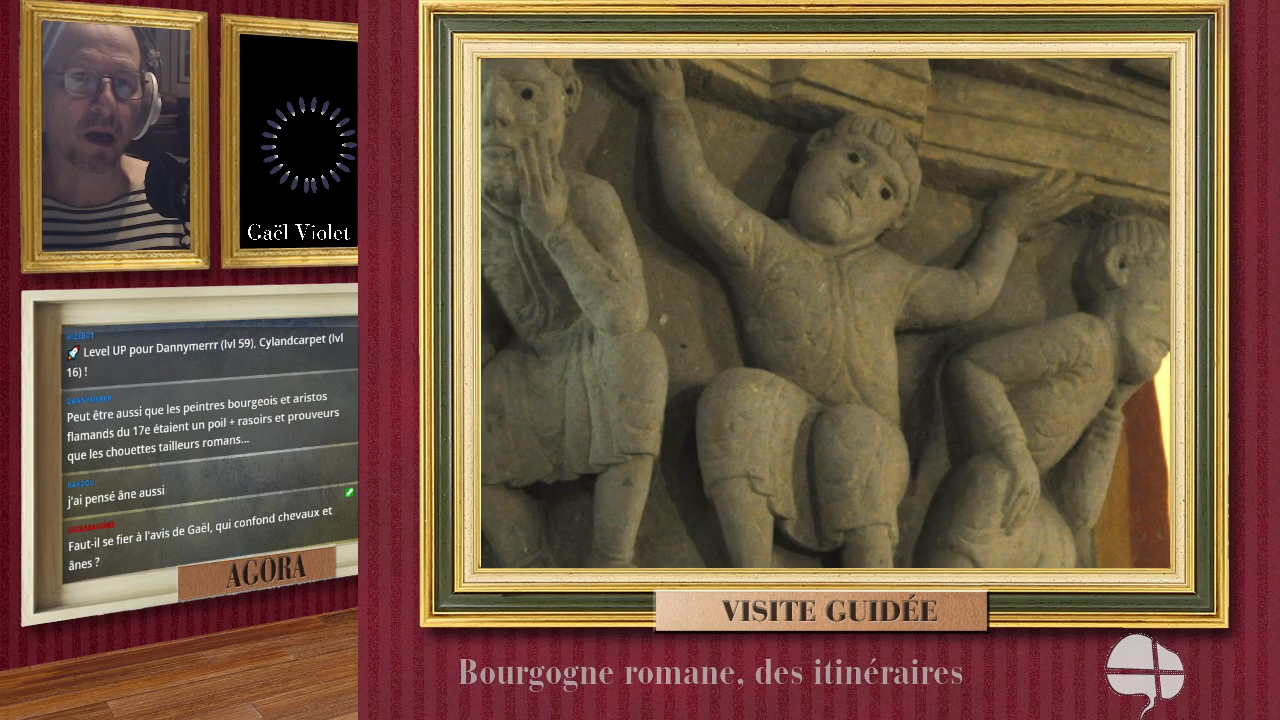 Gaël Violet
WIZEBOT
Level UP pour Dannymerrr (lvl 59), Cylandcarpet (lvl
16) !
DANNYMERRR
Peut être aussi que les peintres bourgeois et aristos
flamands du 17e étaient un poil + rasoirs et prouveurs
que les chouettes tailleurs romans...
j'ai pensé âne aussi
Faut-il se fier à l'avis de Gaël, qui confond chevaux et
ânes ?
AGORA
VISITE GUIDÉE
Bourgogne romane, des itinéraires